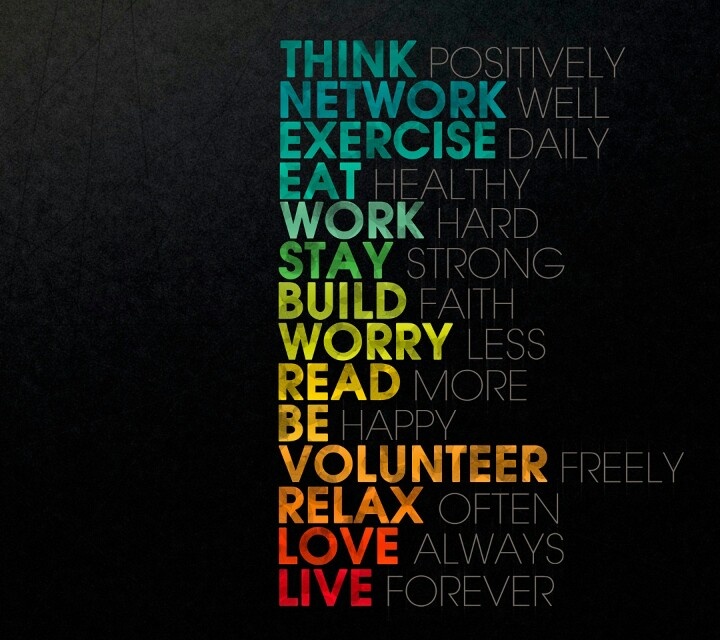 THINK POSITIVELY
NETWORK WELL
EXERCISE DAILY
EAT HEALTHY
WORK HARD
STAY STRONG
BUILD FAITH
WORRY LESS
READ MORE
BE HAPPY
VOLUNTEER FREELY
RELAX OFTEN
LOVE ALWAYS
LIVE FOREVER